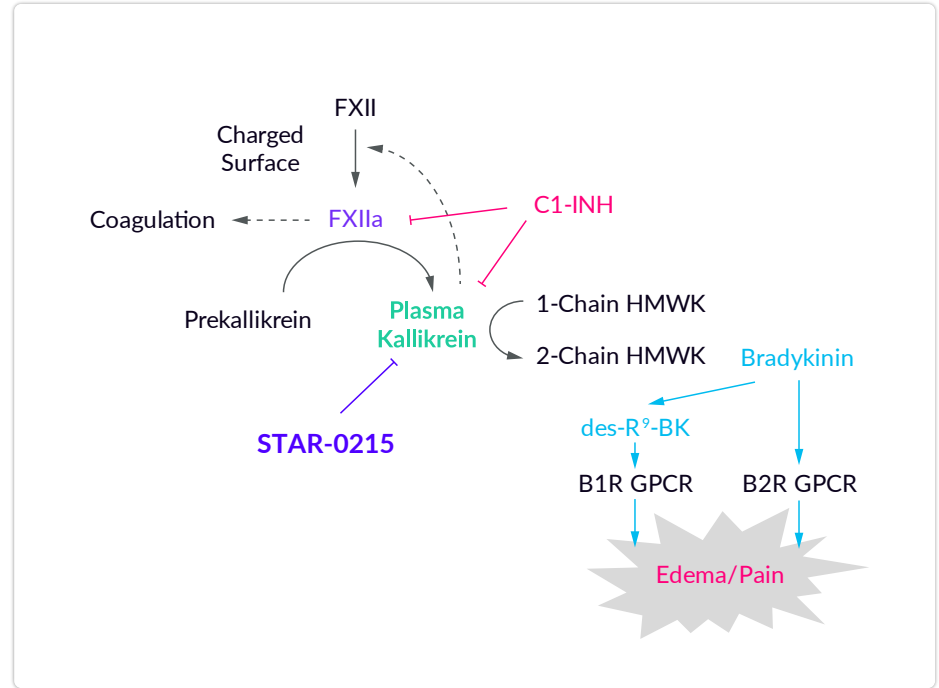 FXII
Charged
Surface
C1-INH
Coagulation
FXIIa
1-Chain HMWK
Plasma
Kallikrein
Prekallikrein
2-Chain HMWK
Bradykinin
STAR-0215
des-R⁹-BK
B1R GPCR
B2R GPCR
Edema/Pain